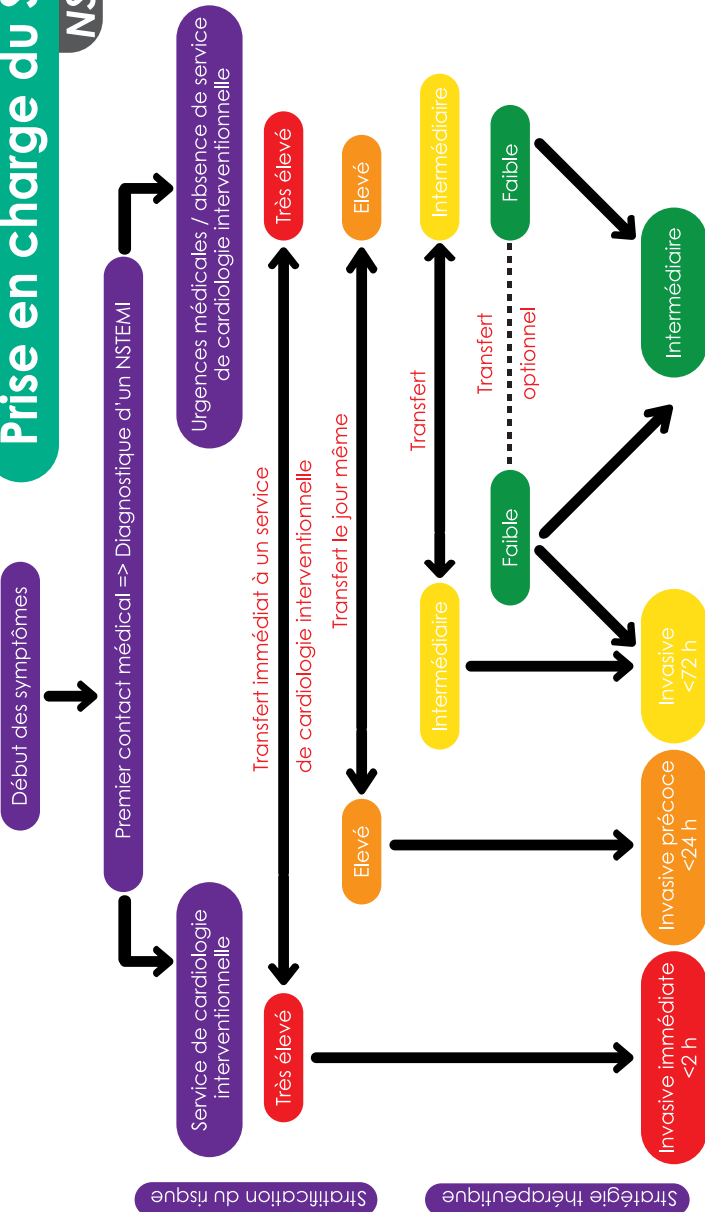 Prise en charge du S
NS
Début des symptômes
Premier contact médical => Diagnostique d'un NSTEMI
Service de cardiologie
interventionnelle
Urgences médicales / absence de service
de cardiologie interventionnelle
Stratification du risque
Très élevé
Transfert immédiat à un service
de cardiologie interventionnelle
Très élevé
Elevé
Transfert le jour même
Elevé
Intermédiaire
Transfert
Intermédiaire
Faible
Transfert
optionnel
Faible
Stratégie thérapeutique
Invasive immédiate
<2 h
Invasive précoce
<24 h
Invasive
<72 h
Intermédiaire